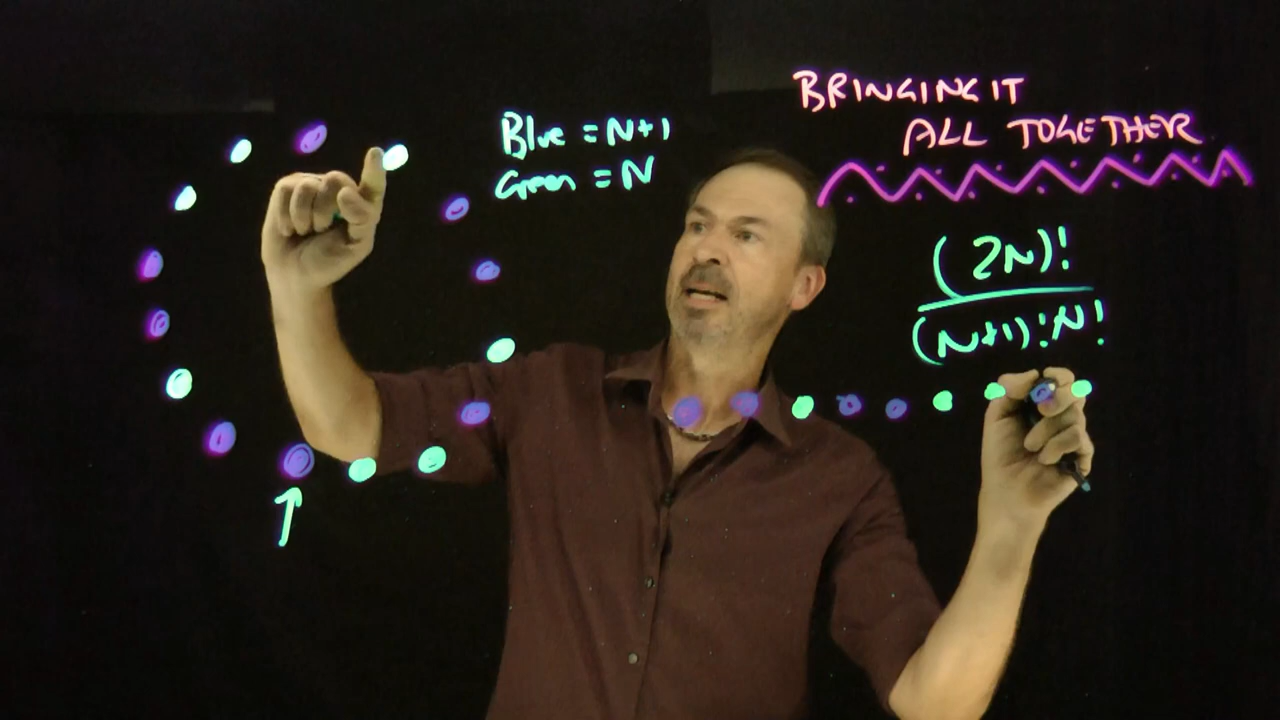 BRINGING IT
ALL TOGETHER
Blue = N+1
Green = N
(2N)!
(N+1)!N!